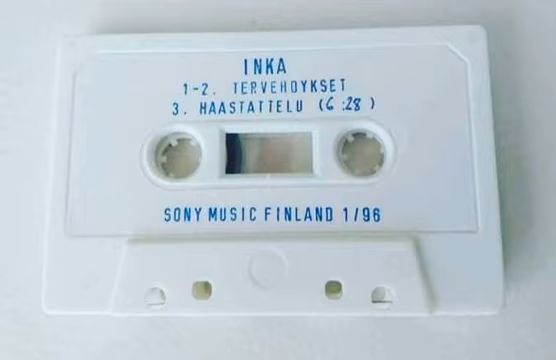 INKA
1-2. TERVEHDYKSET
3. HAASTATTELU (6:28)
SONY MUSIC FINLAND 1/96